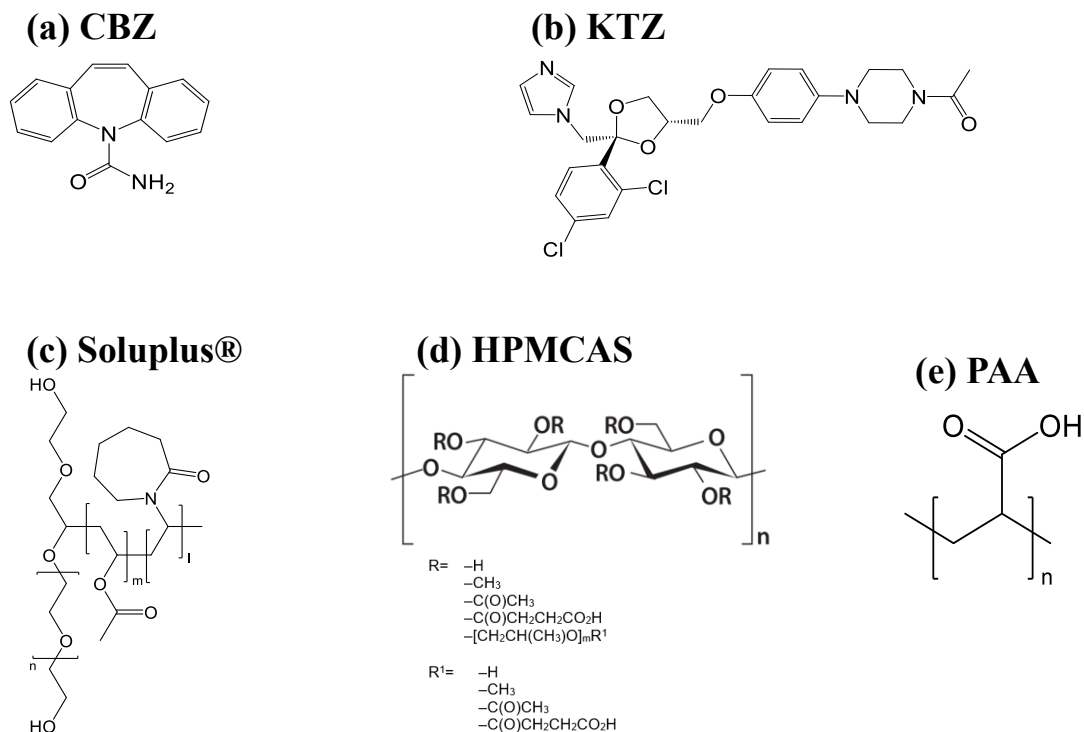 (a) CBZ
N
O
NH2
(b) KTZ
N
N
O
O
O
N
N
O
Cl
Cl
(c) Soluplus®
HO
O
N
O
O
O
O
m
l
O
n
HO
(d) HPMCAS
RO
OR
O
O
RO
RO
O
RO
OR
n
R= –H
–CH3
–C(O)CH3
–C(O)CH2CH2CO2H
–[CH2CH(CH3)O]mR1
R1= –H
–CH3
–C(O)CH3
–C(O)CH2CH2CO2H
(e) PAA
O
OH
n